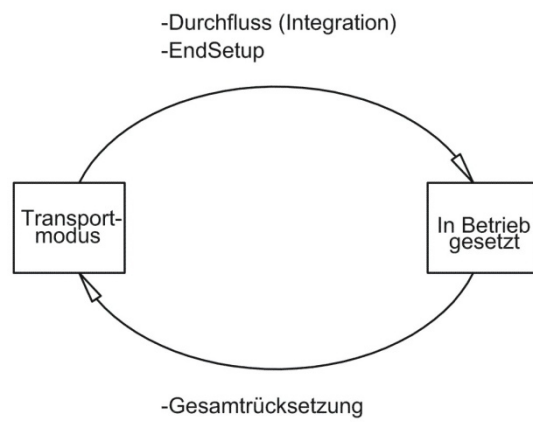 -Durchfluss (Integration)
-EndSetup
Transport-
modus
In Betrieb
gesetzt
-Gesamtrücksetzung